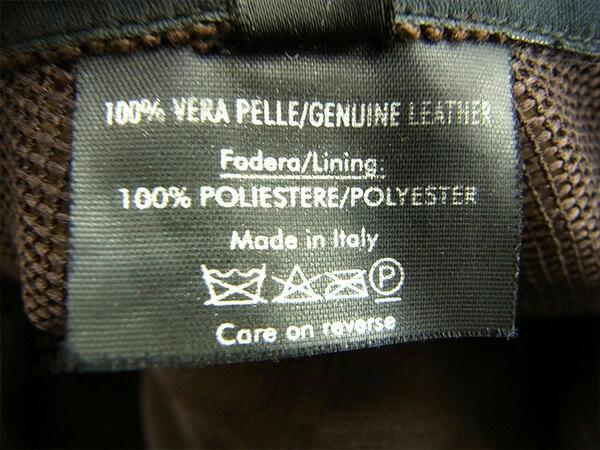 100% VERA PELLE/GENUINE LEATHER
Fodera/Lining:
100% POLIESTERE/POLYESTER
Made in Italy
P
Care on reverse